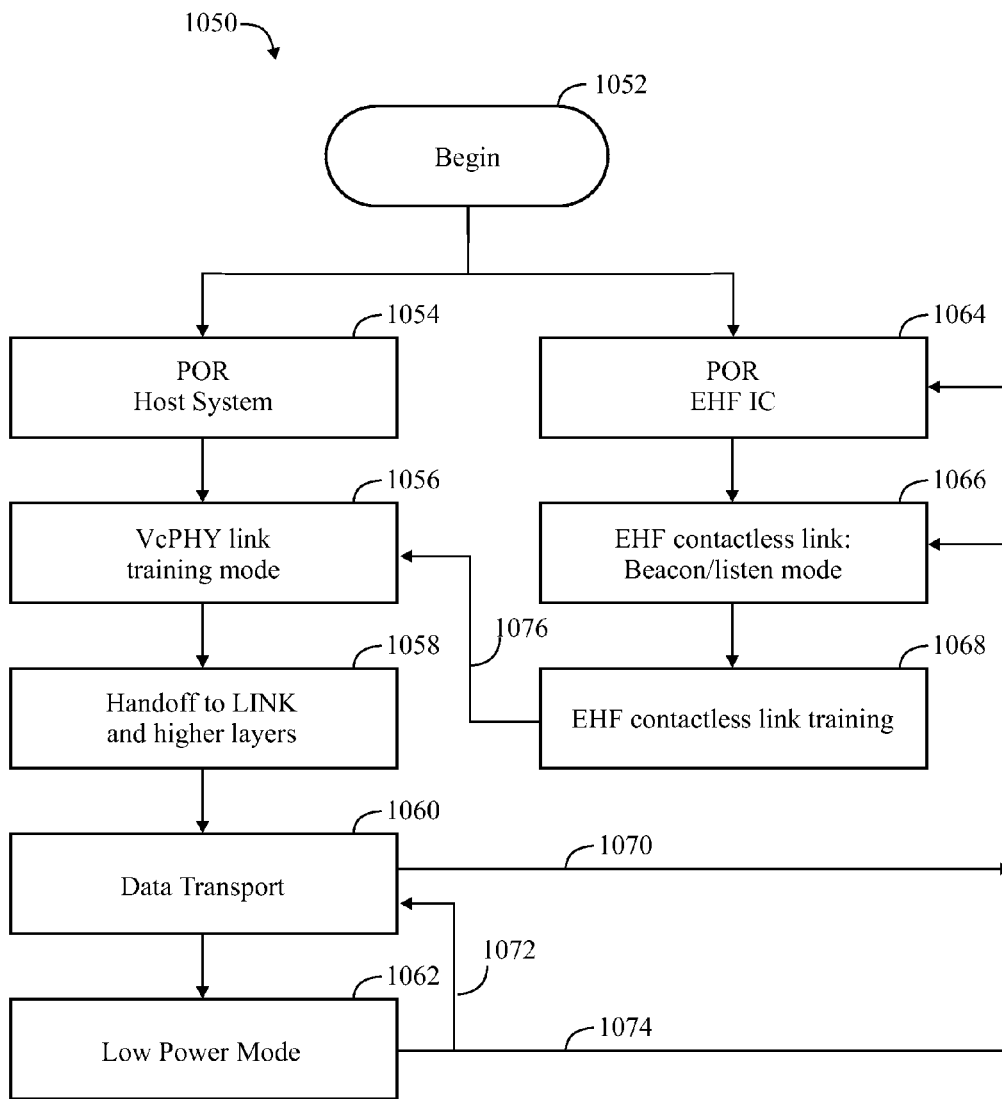 1050
1052
Begin
1054
POR
Host System
1064
POR
EHF IC
1056
VcPHY link
training mode
1066
EHF contactless link:
Beacon/listen mode
1076
1058
Handoff to LINK
and higher layers
1068
EHF contactless link training
1060
Data Transport
1070
1072
1062
Low Power Mode
1074